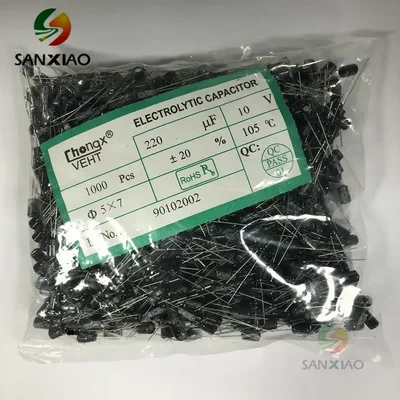 SANXIAO
Chongx®
VEHT
ELECTROLYTIC CAPACITOR
220 μF 10 V
1000 Pcs ± 20 % 105 ℃
Φ 5×7 RoHS R QC: QC PASS
No. 90102002
SANXIAO